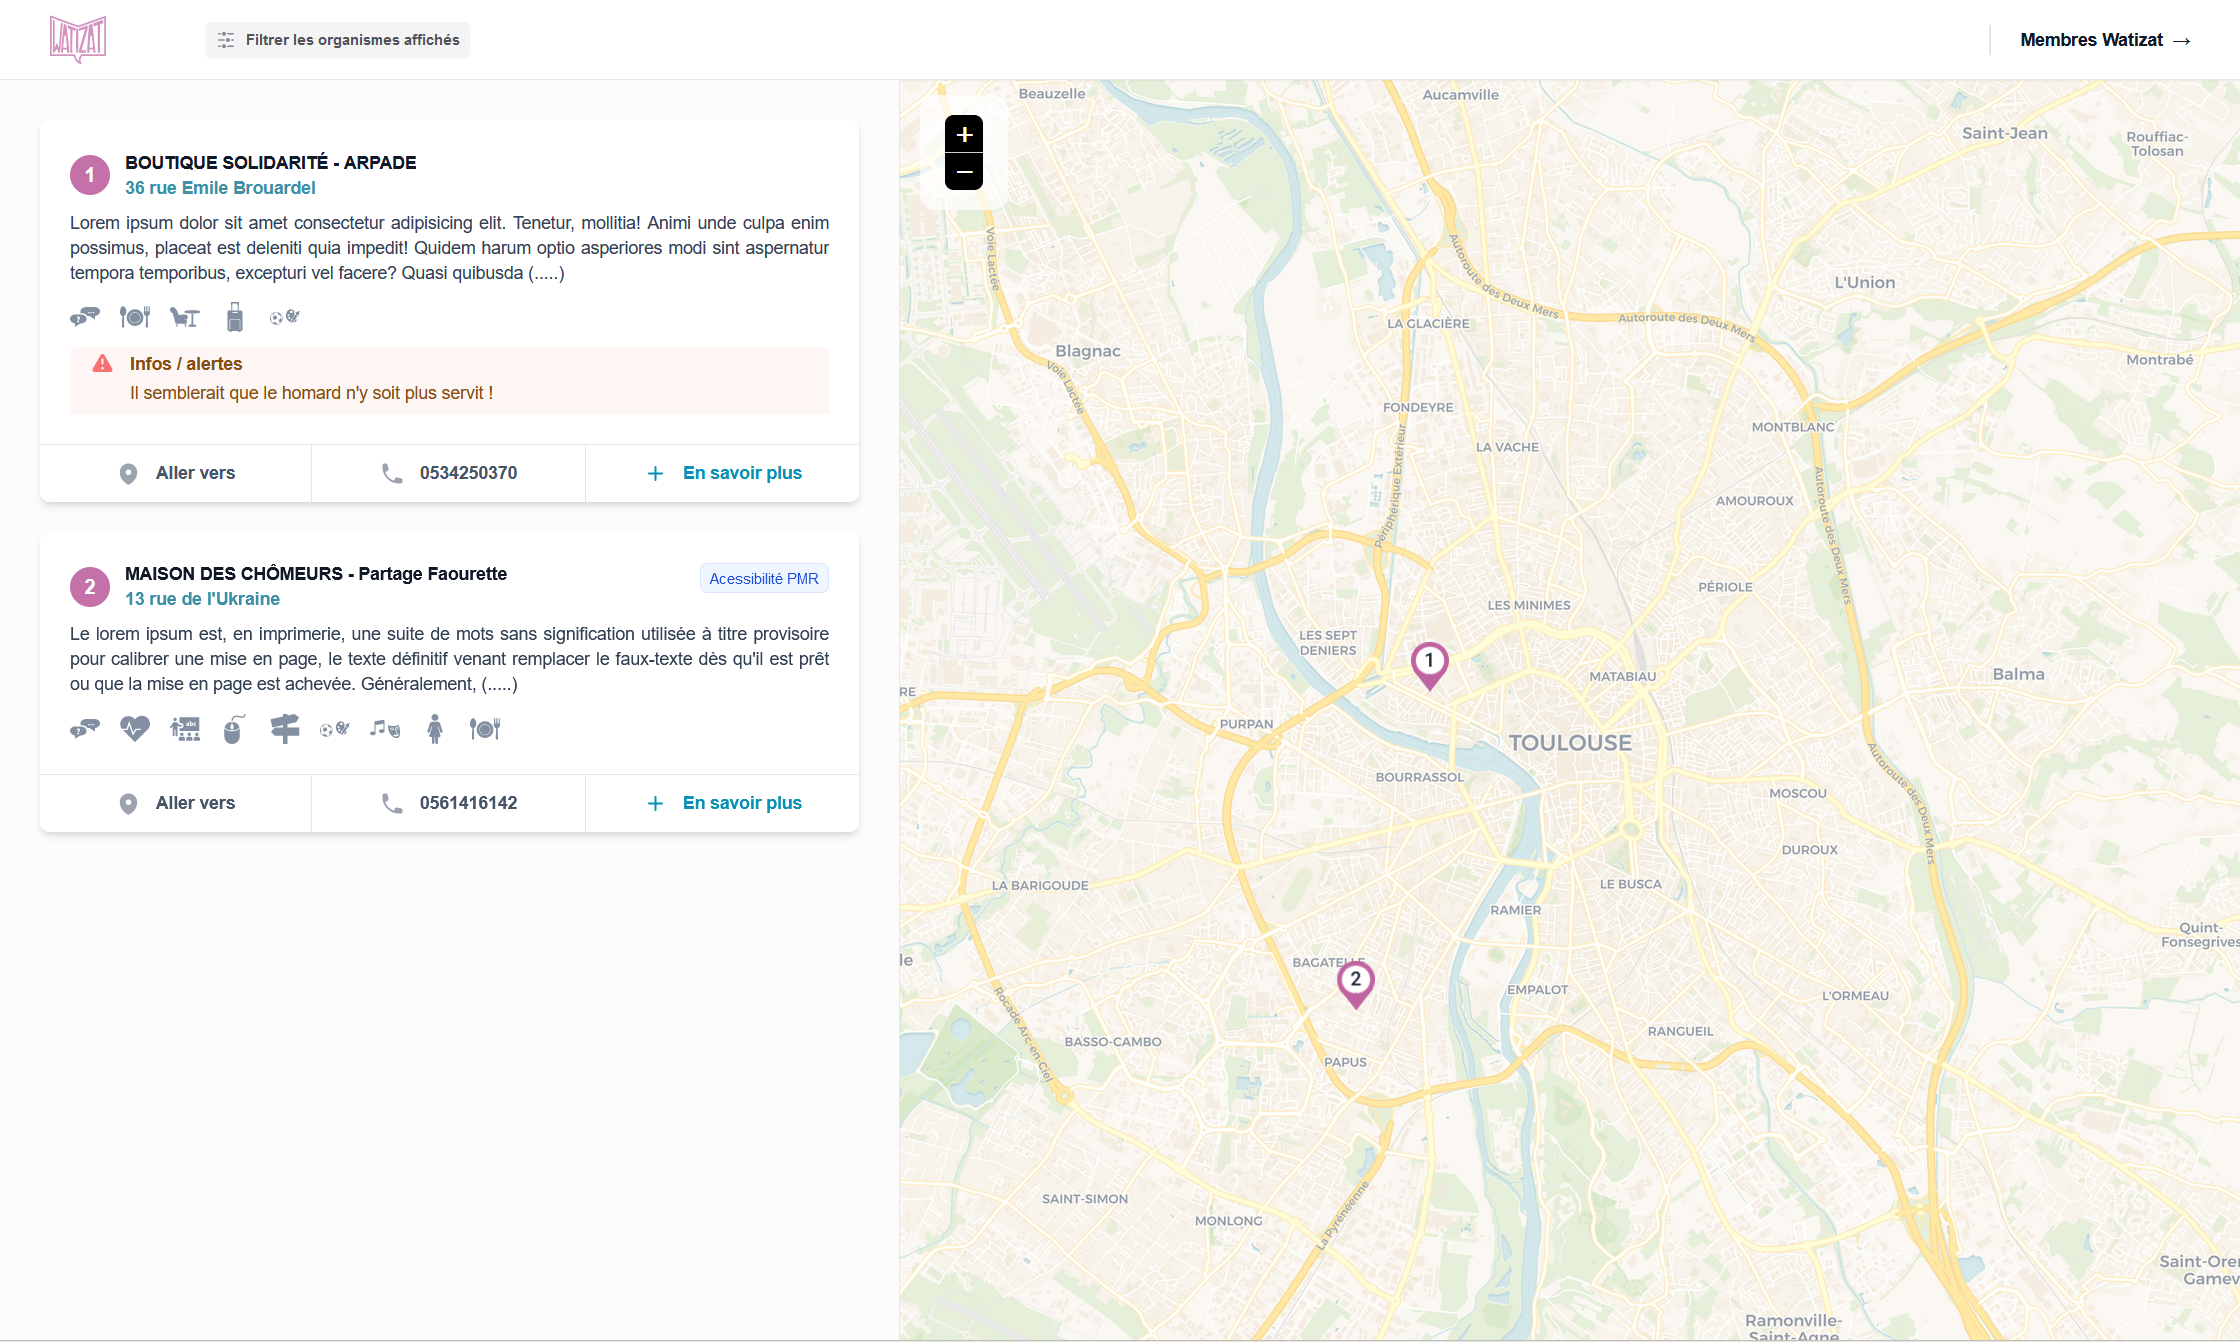 WATIZAT
Filtrer les organismes affichés
Membres Watizat →
1
BOUTIQUE SOLIDARITÉ - ARPADE
36 rue Emile Brouardel
Lorem ipsum dolor sit amet consectetur adipisicing elit. Tenetur, mollitia! Animi unde culpa enim
possimus, placeat est deleniti quia impedit! Quidem harum optio asperiores modi sint aspernatur
tempora temporibus, excepturi vel facere? Quasi quibusda (.....)
Infos / alertes
Il semblerait que le homard n'y soit plus servit !
Aller vers
0534250370
+ En savoir plus
2
MAISON DES CHÔMEURS - Partage Faourette
13 rue de l'Ukraine
Acessibilité PMR
Le lorem ipsum est, en imprimerie, une suite de mots sans signification utilisée à titre provisoire
pour calibrer une mise en page, le texte définitif venant remplacer le faux-texte dès qu'il est prêt
ou que la mise en page est achevée. Généralement, (.....)
abc
Aller vers
0561416142
+ En savoir plus
+
−
Beauzelle
Aucamville
Saint-Jean
Rouffiac-
Tolosan
Voie Lactée
Autoroute des Deux Mers
L'Union
LA GLACIÈRE
Autoroute des Deux Mers
Blagnac
Voie Lactée
Montrabé
FONDEYRE
MONTBLANC
LA VACHE
Périphérique Extérieur
AMOUROUX
Autoroute des Deux Mers
PÉRIOLE
LES MINIMES
LES SEPT
DENIERS
1
MATABIAU
Balma
RE
PURPAN
TOULOUSE
BOURRASSOL
MOSCOU
Autoroute des Deux Mers
DUROUX
LA BARIGOUDE
LE BUSCA
RAMIER
Quint-
Fonsegrives
le
BAGATELLE
2
EMPALOT
L'ORMEAU
Rocade Arc-en-Ciel
RANGUEIL
BASSO-CAMBO
PAPUS
SAINT-SIMON
MONLONG
La Pyrénéenne
Saint-Orer
Gamev
Ramonville-
Saint-Agne